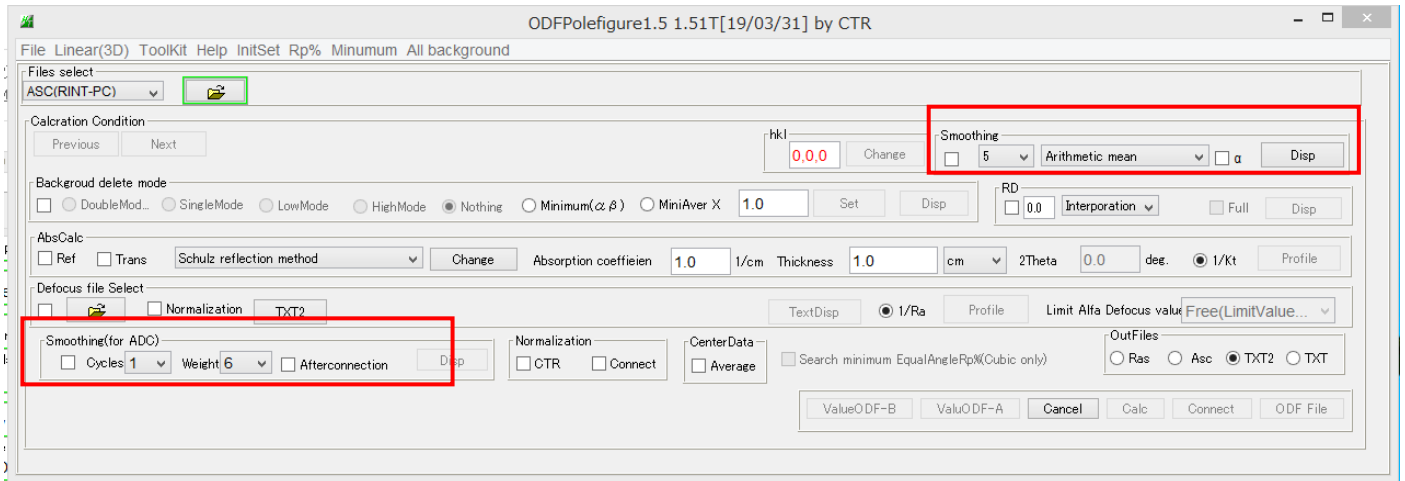 ODFPolefigure1.5 1.51T[19/03/31] by CTR
File Linear(3D) ToolKit Help InitSet Rp% Minumum All background
Files select
ASC(RINT-PC)
Calcration Condition
Previous Next
hkl
0,0,0 Change
Smoothing
5 Arithmetic mean α Disp
Backgroud delete mode
DoubleMod... SingleMode LowMode HighMode Nothing Minimum(αβ) MiniAver X 1.0 Set Disp
RD
0.0 Interporation Full Disp
AbsCalc
Ref Trans Schulz reflection method Change Absorption coeffieien 1.0 1/cm Thickness 1.0 cm 2Theta 0.0 deg. 1/Kt Profile
Defocus file Select
Normalization TXT2 TextDisp 1/Ra Profile Limit Alfa Defocus value Free(LimitValue...
Smoothing(for ADC)
Cycles 1 Weight 6 Afterconnection Disp
Normalization
CTR Connect
CenterData
Average
Search minimum EqualAngleRp%(Cubic only)
OutFiles
Ras Asc TXT2 TXT
ValueODF-B ValuODF-A Cancel Calc Connect ODF File